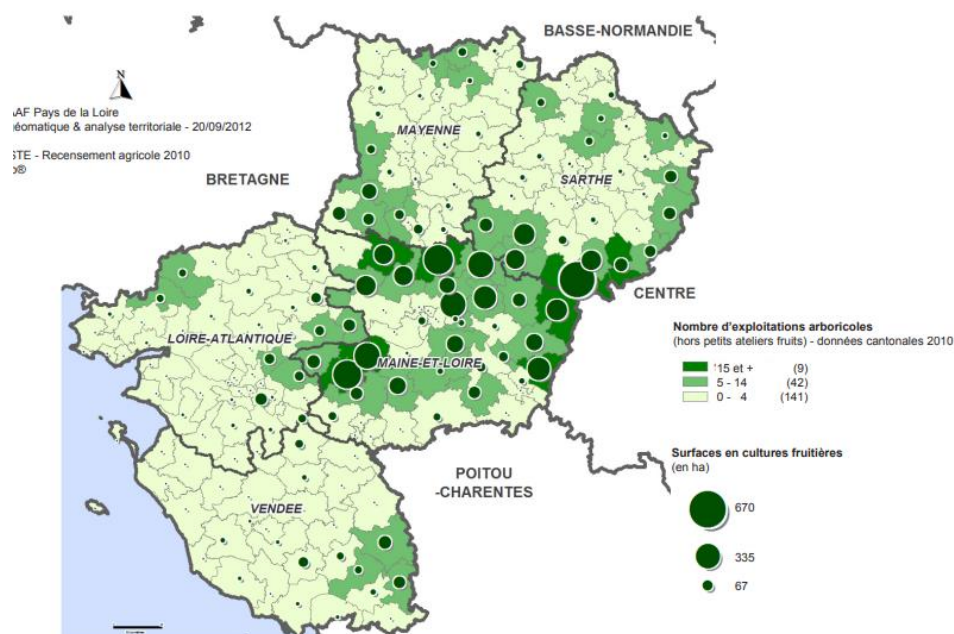 BASSE-NORMANDIE
N
AF Pays de la Loire
éomatique & analyse territoriale - 20/09/2012
STE - Recensement agricole 2010
MAYENNE
BRETAGNE
SARTHE
CENTRE
LOIRE-ATLANTIQUE
MAINE-ET-LOIRE
POITOU
-CHARENTES
VENDEE
Nombre d'exploitations arboricoles
(hors petits ateliers fruits) - données cantonales 2010
15 et + (9)
5 - 14 (42)
0 - 4 (141)
Surfaces en cultures fruitières
(en ha)
670
335
67